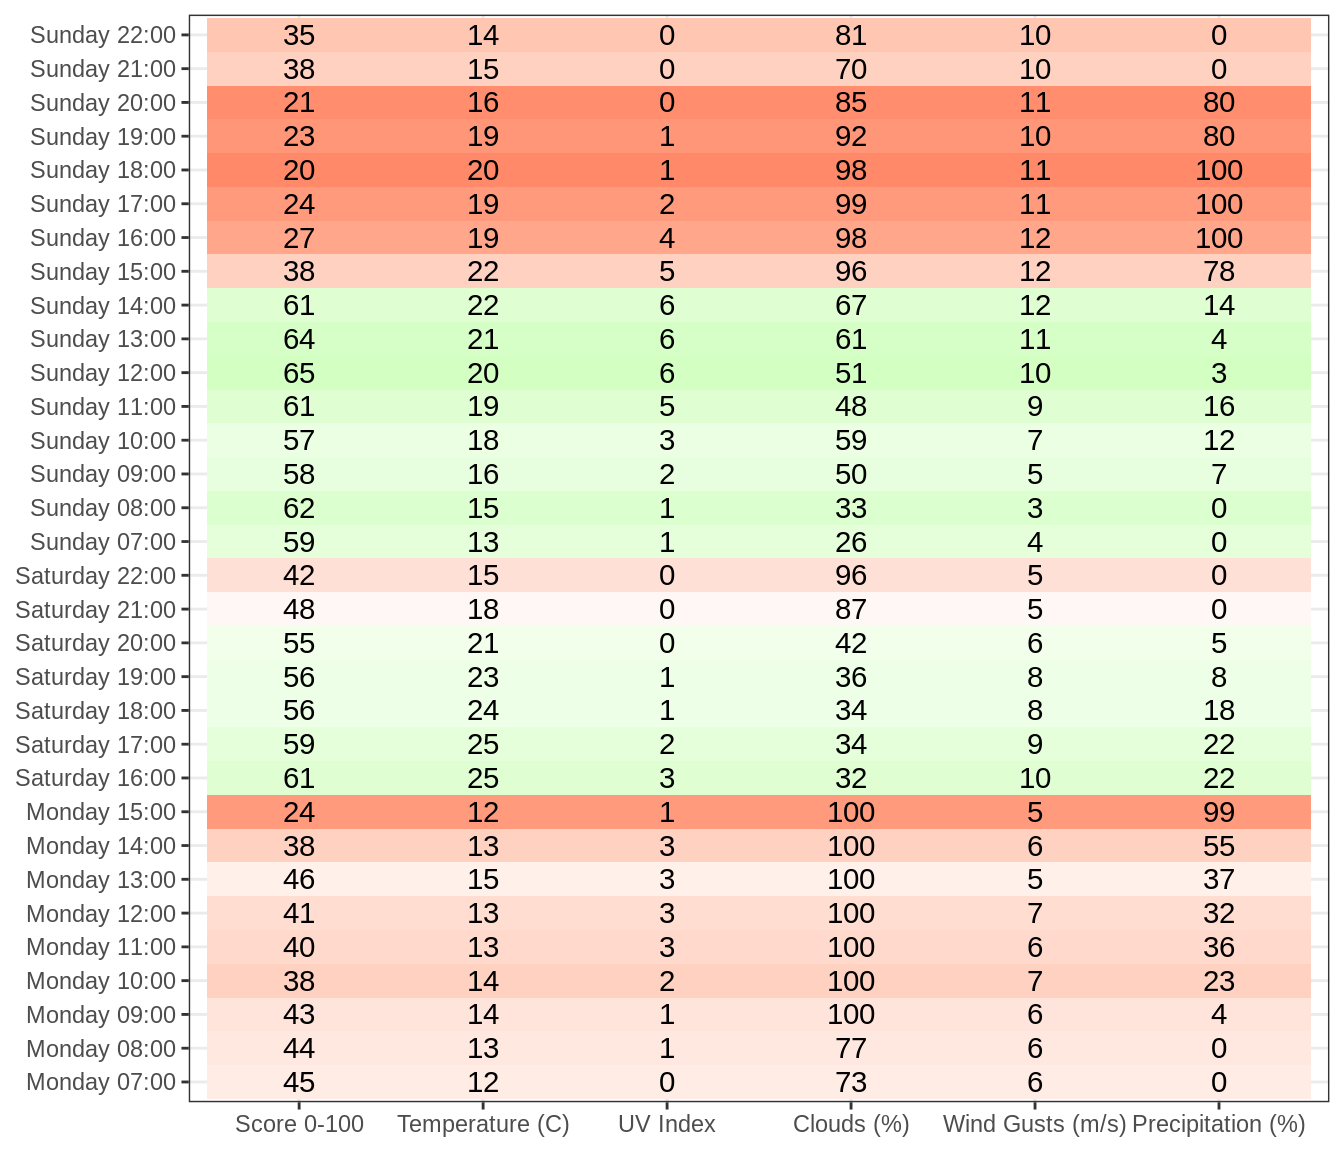 Sunday 22:00 35 14 0 81 10 0
Sunday 21:00 38 15 0 70 10 0
Sunday 20:00 21 16 0 85 11 80
Sunday 19:00 23 19 1 92 10 80
Sunday 18:00 20 20 1 98 11 100
Sunday 17:00 24 19 2 99 11 100
Sunday 16:00 27 19 4 98 12 100
Sunday 15:00 38 22 5 96 12 78
Sunday 14:00 61 22 6 67 12 14
Sunday 13:00 64 21 6 61 11 4
Sunday 12:00 65 20 6 51 10 3
Sunday 11:00 61 19 5 48 9 16
Sunday 10:00 57 18 3 59 7 12
Sunday 09:00 58 16 2 50 5 7
Sunday 08:00 62 15 1 33 3 0
Sunday 07:00 59 13 1 26 4 0
Saturday 22:00 42 15 0 96 5 0
Saturday 21:00 48 18 0 87 5 0
Saturday 20:00 55 21 0 42 6 5
Saturday 19:00 56 23 1 36 8 8
Saturday 18:00 56 24 1 34 8 18
Saturday 17:00 59 25 2 34 9 22
Saturday 16:00 61 25 3 32 10 22
Monday 15:00 24 12 1 100 5 99
Monday 14:00 38 13 3 100 6 55
Monday 13:00 46 15 3 100 5 37
Monday 12:00 41 13 3 100 7 32
Monday 11:00 40 13 3 100 6 36
Monday 10:00 38 14 2 100 7 23
Monday 09:00 43 14 1 100 6 4
Monday 08:00 44 13 1 77 6 0
Monday 07:00 45 12 0 73 6 0
Score 0-100 Temperature (C) UV Index Clouds (%) Wind Gusts (m/s) Precipitation (%)